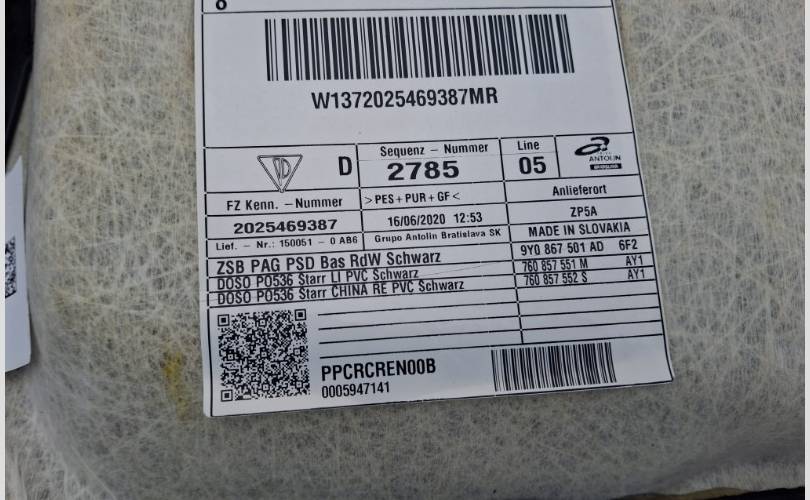 W1372025469387MR
D
Sequenz - Nummer
2785
Line
05
ANTOLIN
FZ Kenn. - Nummer
>PES+PUR+GF<
Anlieferort
2025469387
16/06/2020 12:53
ZP5A
Lief. - Nr.: 150051 - 0 AB6
Grupo Antolin Bratislava SK
MADE IN SLOVAKIA
ZSB PAG PSD Bas RdW Schwarz
9Y0 867 501 AD 6F2
DOSO PO536 Starr LI PVC Schwarz
760 857 551 M AY1
DOSO PO536 Starr CHINA RE PVC Schwarz
760 857 552 S AY1
PPCRCREN00B
0005947141